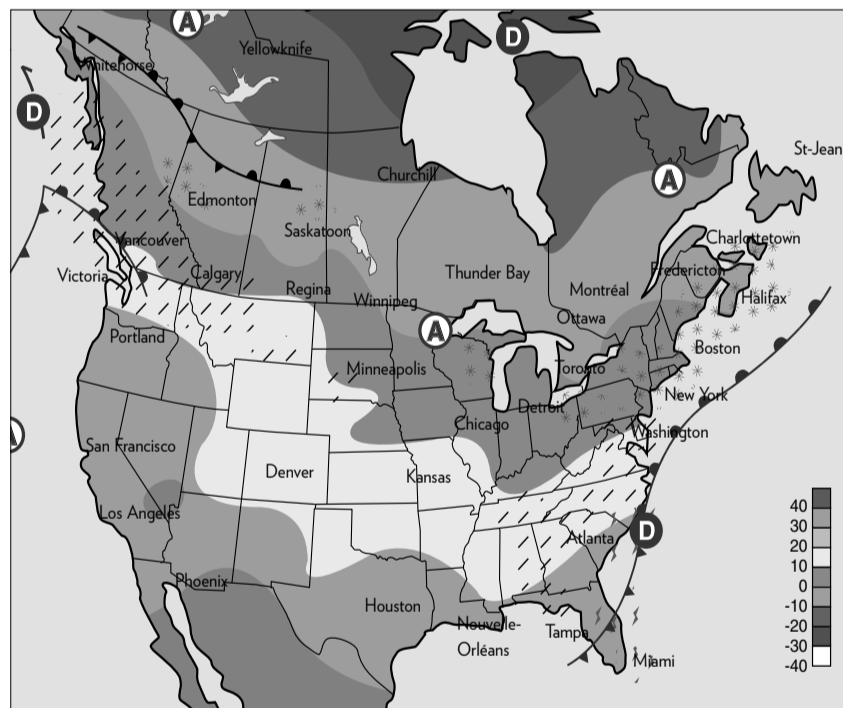 A
D
Yellowknife
Whitehorse
D
St-Jean
Churchill
A
Edmonton
Saskatoon
Vancouver
Charlottetown
Victoria
Calgary
Thunder Bay
Fredericton
Regina
Montréal
Winnipeg
Halifax
Ottawa
A
Portland
Boston
Minneapolis
Toronto
New York
Detroit
Chicago
Washington
A
San Francisco
Denver
Kansas
Los Angeles
Atlanta
D
Phoenix
Houston
Nouvelle-
Orléans
Tampa
Miami
40
30
20
10
0
-10
-20
-30
-40